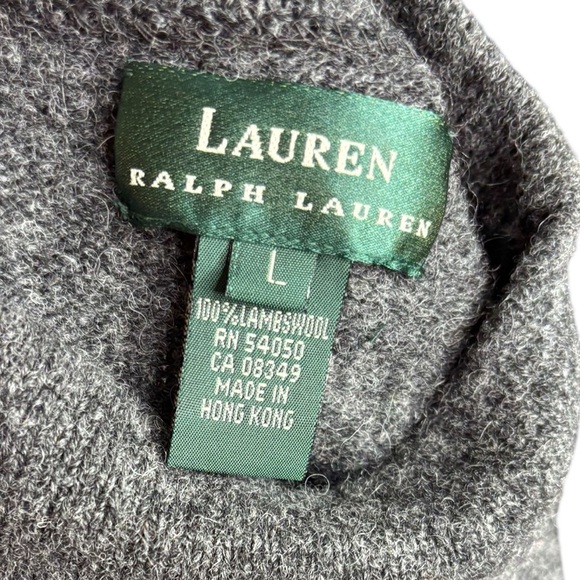 LAUREN
RALPH LAUREN
L
100% LAMBSWOOL
RN 54050
CA 08349
MADE IN
HONG KONG